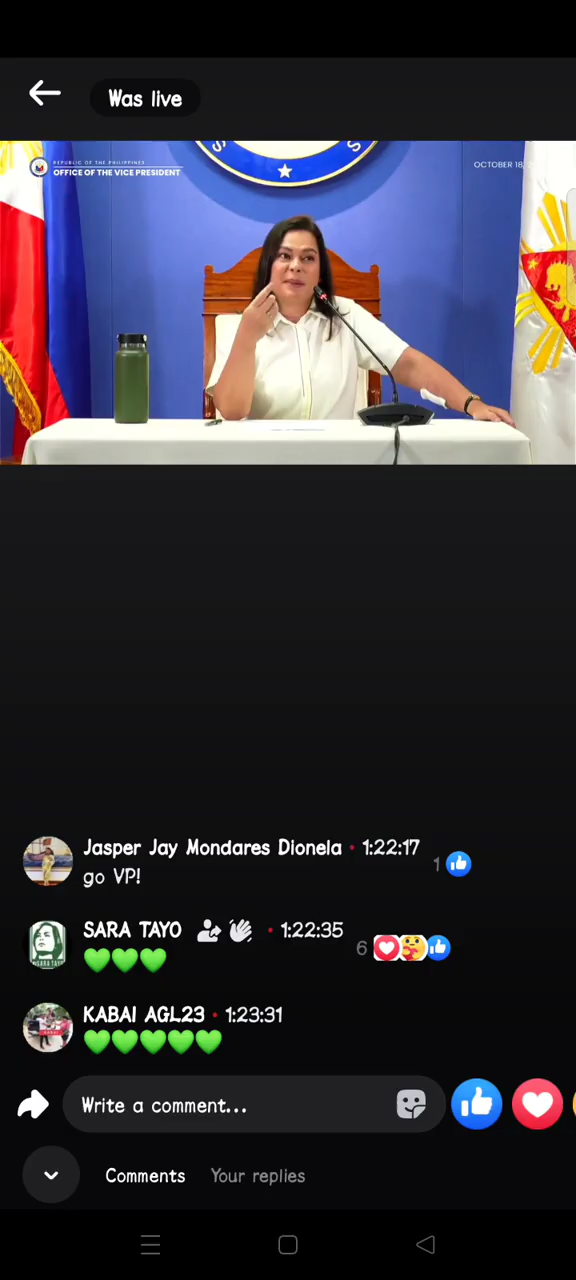 Was live
S S
REPUBLIC OF THE PHILIPPINES
OFFICE OF THE VICE PRESIDENT
OCTOBER 18,
Jasper Jay Mondares Dionela • 1:22:17
go VP!
1
SARA TAYO • 1:22:35
6
SARA TAYO
KABAI AGL23 • 1:23:31
Write a comment...
Comments Your replies